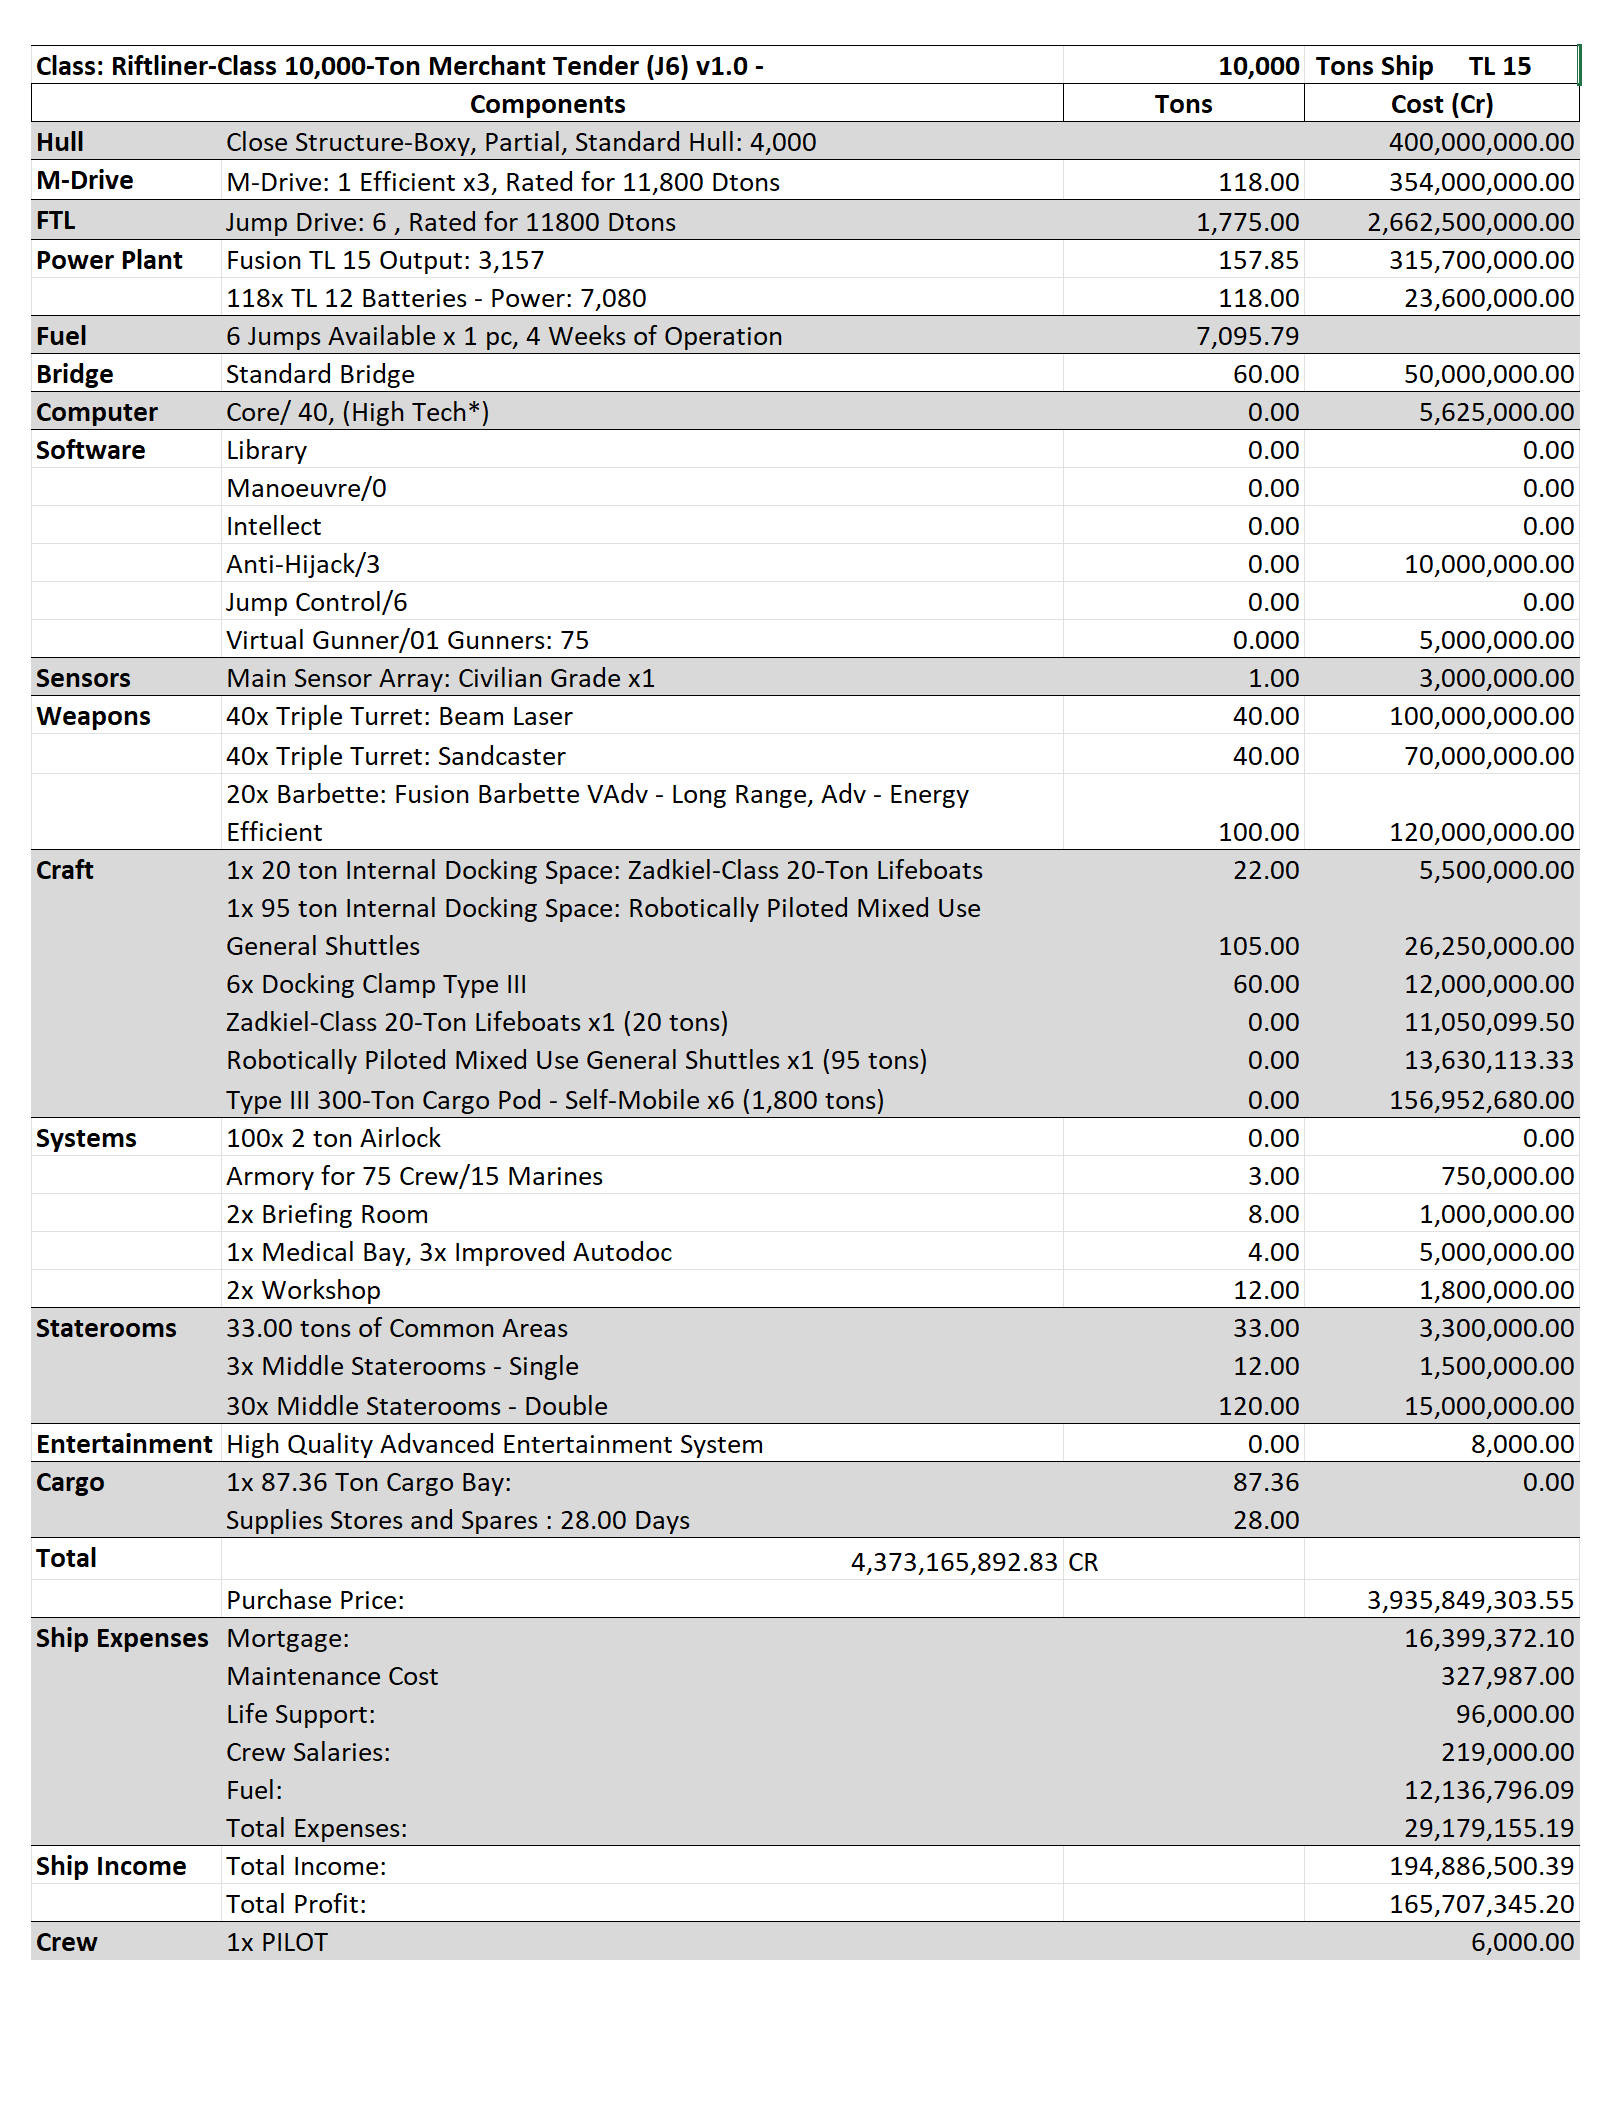 Class: Riftliner-Class 10,000-Ton Merchant Tender (J6) v1.0 - 10,000 Tons Ship TL 15
Components Tons Cost (Cr)
Hull Close Structure-Boxy, Partial, Standard Hull: 4,000 400,000,000.00
M-Drive M-Drive: 1 Efficient x3, Rated for 11,800 Dtons 118.00 354,000,000.00
FTL Jump Drive: 6 , Rated for 11800 Dtons 1,775.00 2,662,500,000.00
Power Plant Fusion TL 15 Output: 3,157 157.85 315,700,000.00
118x TL 12 Batteries - Power: 7,080 118.00 23,600,000.00
Fuel 6 Jumps Available x 1 pc, 4 Weeks of Operation 7,095.79
Bridge Standard Bridge 60.00 50,000,000.00
Computer Core/ 40, (High Tech*) 0.00 5,625,000.00
Software Library 0.00 0.00
Manoeuvre/0 0.00 0.00
Intellect 0.00 0.00
Anti-Hijack/3 0.00 10,000,000.00
Jump Control/6 0.00 0.00
Virtual Gunner/01 Gunners: 75 0.000 5,000,000.00
Sensors Main Sensor Array: Civilian Grade x1 1.00 3,000,000.00
Weapons 40x Triple Turret: Beam Laser 40.00 100,000,000.00
40x Triple Turret: Sandcaster 40.00 70,000,000.00
20x Barbette: Fusion Barbette VAdv - Long Range, Adv - Energy
Efficient 100.00 120,000,000.00
Craft 1x 20 ton Internal Docking Space: Zadkiel-Class 20-Ton Lifeboats 22.00 5,500,000.00
1x 95 ton Internal Docking Space: Robotically Piloted Mixed Use
General Shuttles 105.00 26,250,000.00
6x Docking Clamp Type III 60.00 12,000,000.00
Zadkiel-Class 20-Ton Lifeboats x1 (20 tons) 0.00 11,050,099.50
Robotically Piloted Mixed Use General Shuttles x1 (95 tons) 0.00 13,630,113.33
Type III 300-Ton Cargo Pod - Self-Mobile x6 (1,800 tons) 0.00 156,952,680.00
Systems 100x 2 ton Airlock 0.00 0.00
Armory for 75 Crew/15 Marines 3.00 750,000.00
2x Briefing Room 8.00 1,000,000.00
1x Medical Bay, 3x Improved Autodoc 4.00 5,000,000.00
2x Workshop 12.00 1,800,000.00
Staterooms 33.00 tons of Common Areas 33.00 3,300,000.00
3x Middle Staterooms - Single 12.00 1,500,000.00
30x Middle Staterooms - Double 120.00 15,000,000.00
Entertainment High Quality Advanced Entertainment System 0.00 8,000.00
Cargo 1x 87.36 Ton Cargo Bay: 87.36 0.00
Supplies Stores and Spares : 28.00 Days 28.00
Total 4,373,165,892.83 CR
Purchase Price: 3,935,849,303.55
Ship Expenses Mortgage: 16,399,372.10
Maintenance Cost 327,987.00
Life Support: 96,000.00
Crew Salaries: 219,000.00
Fuel: 12,136,796.09
Total Expenses: 29,179,155.19
Ship Income Total Income: 194,886,500.39
Total Profit: 165,707,345.20
Crew 1x PILOT 6,000.00